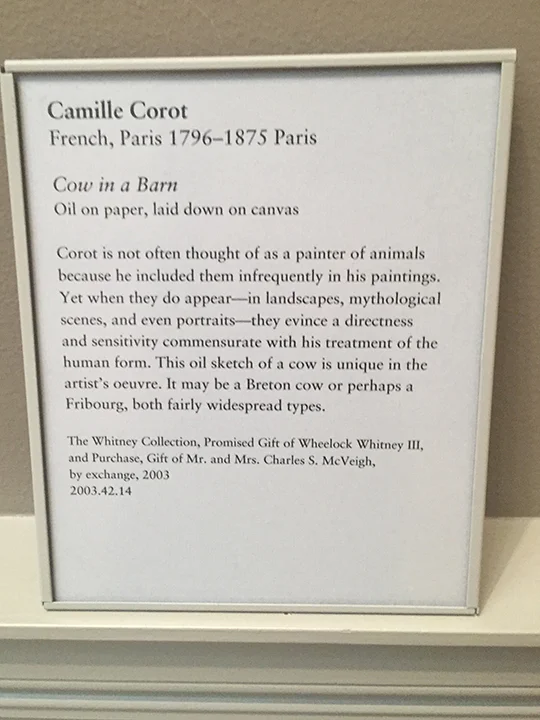 Camille Corot
French, Paris 1796–1875 Paris
Cow in a Barn
Oil on paper, laid down on canvas
Corot is not often thought of as a painter of animals
because he included them infrequently in his paintings.
Yet when they do appear—in landscapes, mythological
scenes, and even portraits—they evince a directness
and sensitivity commensurate with his treatment of the
human form. This oil sketch of a cow is unique in the
artist's oeuvre. It may be a Breton cow or perhaps a
Fribourg, both fairly widespread types.
The Whitney Collection, Promised Gift of Wheelock Whitney III,
and Purchase, Gift of Mr. and Mrs. Charles S. McVeigh,
by exchange, 2003
2003.42.14